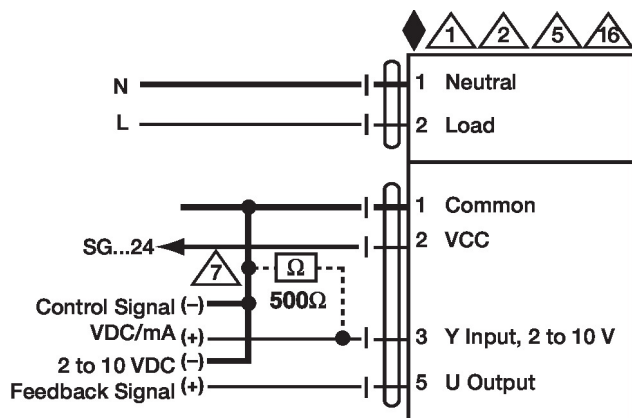 1 2 5 16
N 1 Neutral
L 2 Load
1 Common
SG...24 2 VCC
7 Ω
500Ω
Control Signal (–)
VDC/mA (+) 3 Y Input, 2 to 10 V
2 to 10 VDC (–)
Feedback Signal (+) 5 U Output